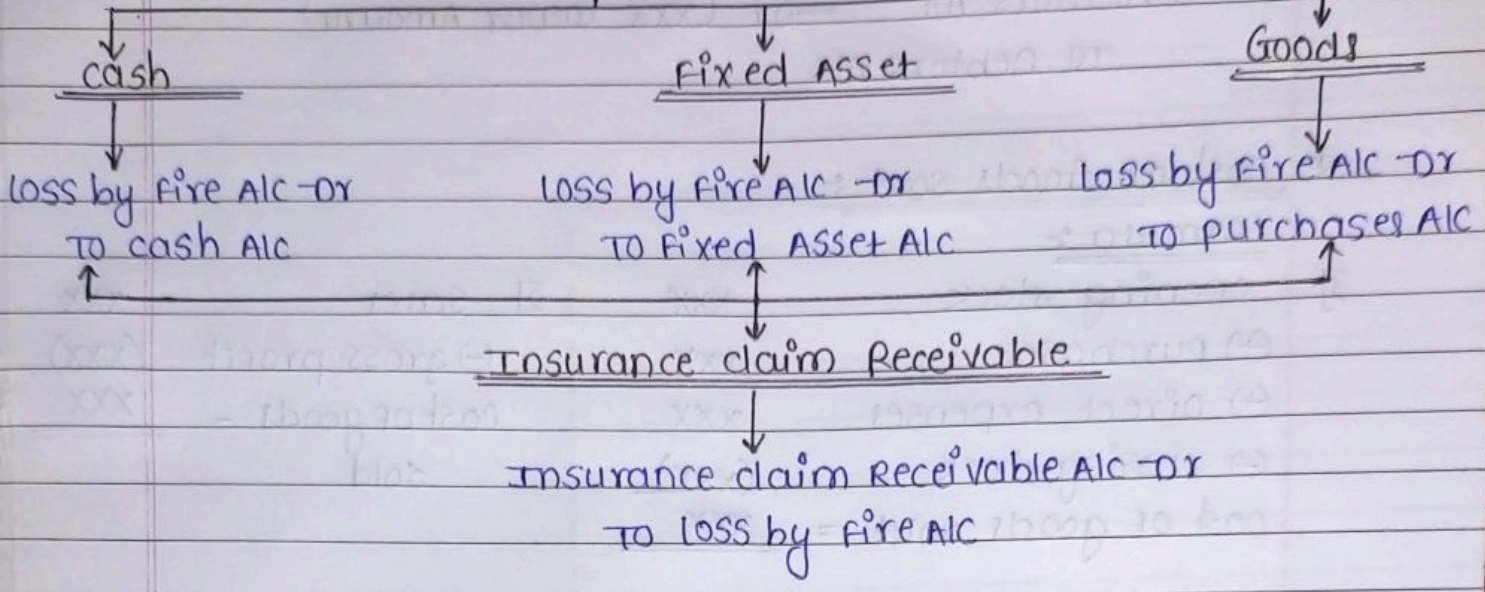 cash
Fixed Asset
Goods
Loss by Fire A/c Dr
To cash A/c
Loss by Fire A/c Dr
To Fixed Asset A/c
Loss by Fire A/c Dr
To purchases A/c
Insurance claim Receivable
Insurance claim Receivable A/c Dr
To Loss by Fire A/c